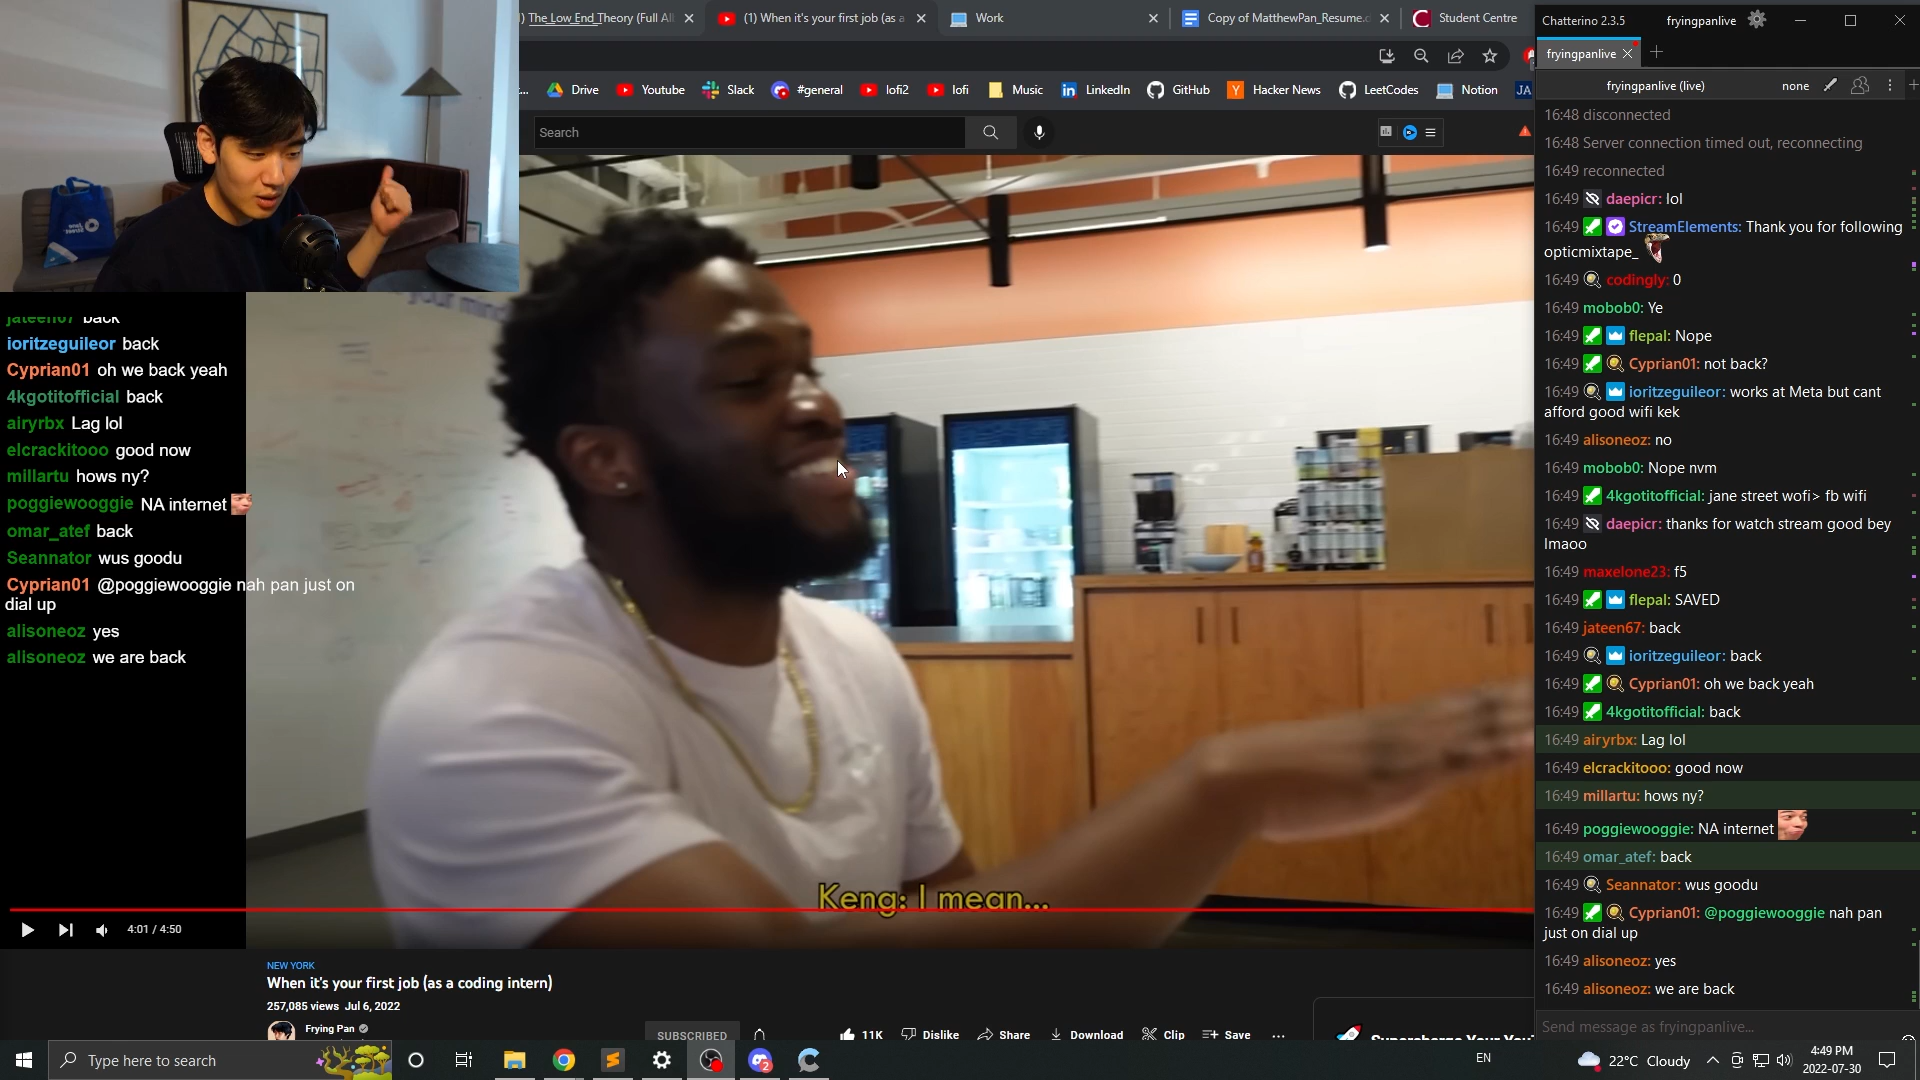 The Low End Theory (Full Al
(1) When it's your first job (as a
Work
Copy of MatthewPan_Resume.
Student Centre
Drive
Youtube
Slack
#general
lofi2
lofi
Music
LinkedIn
GitHub
Hacker News
LeetCodes
Notion
JA
Search
jateen67 back
ioritzeguileor back
Cyprian01 oh we back yeah
4kgotitofficial back
airyrbx Lag lol
elcrackitooo good now
millartu hows ny?
poggiewooggie NA internet
omar_atef back
Seannator wus goodu
Cyprian01 @poggiewooggie nah pan just on
dial up
alisoneoz yes
alisoneoz we are back
Keng: I mean...
4:01 / 4:50
NEW YORK
When it's your first job (as a coding intern)
257,085 views Jul 6, 2022
Frying Pan
SUBSCRIBED
11K
Dislike
Share
Download
Clip
Save
Chatterino 2.3.5
fryingpanlive
fryingpanlive
fryingpanlive (live)
none
16:48 disconnected
16:48 Server connection timed out, reconnecting
16:49 reconnected
16:49 daepicr: lol
16:49 StreamElements: Thank you for following
opticmixtape_
16:49 codingly: 0
16:49 mobob0: Ye
16:49 flepal: Nope
16:49 Cyprian01: not back?
16:49 ioritzeguileor: works at Meta but cant
afford good wifi kek
16:49 alisoneoz: no
16:49 mobob0: Nope nvm
16:49 4kgotitofficial: jane street wofi> fb wifi
16:49 daepicr: thanks for watch stream good bey
lmaoo
16:49 maxelone23: f5
16:49 flepal: SAVED
16:49 jateen67: back
16:49 ioritzeguileor: back
16:49 Cyprian01: oh we back yeah
16:49 4kgotitofficial: back
16:49 airyrbx: Lag lol
16:49 elcrackitooo: good now
16:49 millartu: hows ny?
16:49 poggiewooggie: NA internet
16:49 omar_atef: back
16:49 Seannator: wus goodu
16:49 Cyprian01: @poggiewooggie nah pan
just on dial up
16:49 alisoneoz: yes
16:49 alisoneoz: we are back
Send message as fryingpanlive...
Type here to search
EN
22°C Cloudy
4:49 PM
2022-07-30